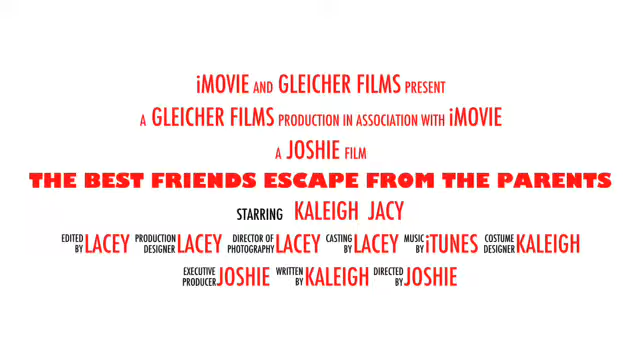 iMOVIE AND GLEICHER FILMS PRESENT
A GLEICHER FILMS PRODUCTION IN ASSOCIATION WITH iMOVIE
A JOSHIE FILM
THE BEST FRIENDS ESCAPE FROM THE PARENTS
STARRING KALEIGH JACY
EDITED BY LACEY PRODUCTION DESIGNER LACEY DIRECTOR OF PHOTOGRAPHY LACEY CASTING BY LACEY MUSIC BY iTUNES COSTUME DESIGNER KALEIGH
EXECUTIVE PRODUCER JOSHIE WRITTEN BY KALEIGH DIRECTED BY JOSHIE